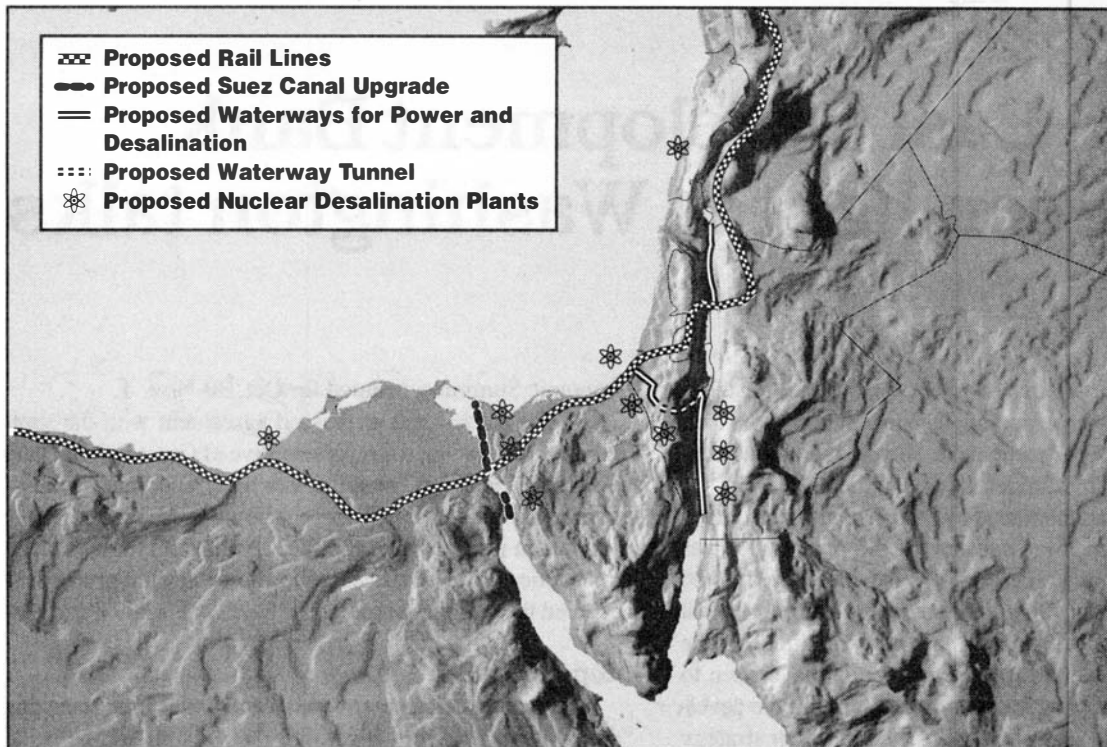 Proposed Rail Lines
Proposed Suez Canal Upgrade
Proposed Waterways for Power and
Desalination
Proposed Waterway Tunnel
Proposed Nuclear Desalination Plants